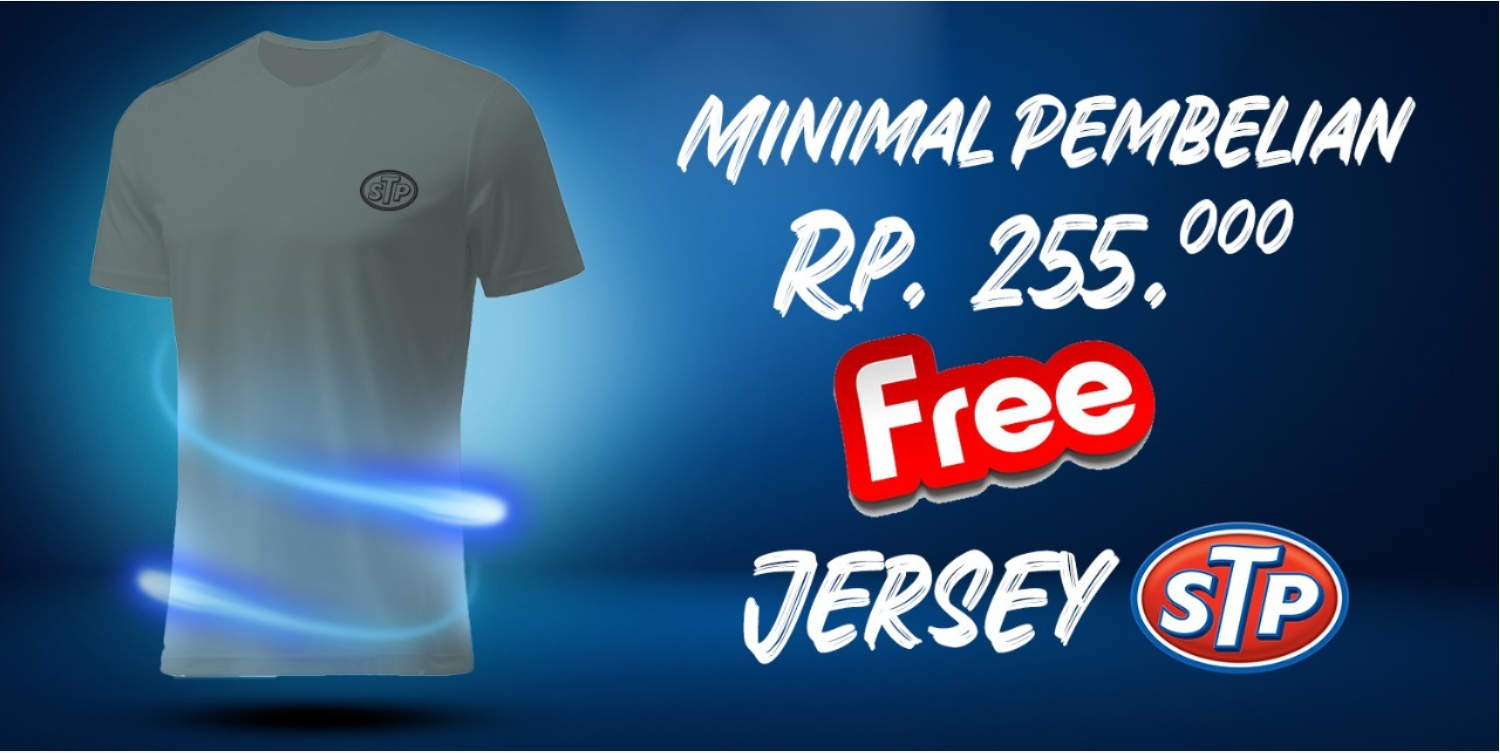 STP
MINIMAL PEMBELIAN
RP. 255.000
Free
JERSEY STP